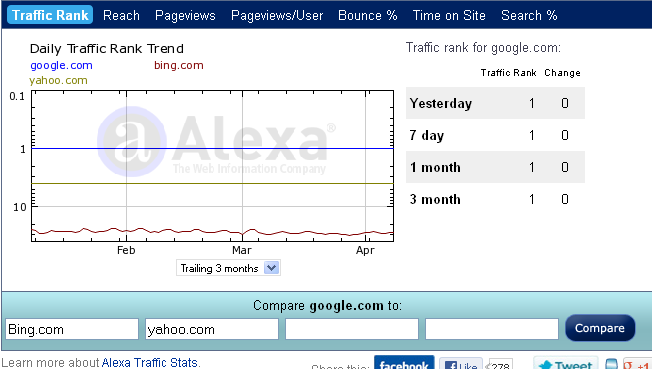 Traffic Rank Reach Pageviews Pageviews/User Bounce % Time on Site Search %
Daily Traffic Rank Trend
google.com bing.com
yahoo.com
0.1
1
10
Feb Mar Apr
a Alexa®
The Web Information Company
Trailing 3 months
Traffic rank for google.com:
Traffic Rank Change
Yesterday 1 0
7 day 1 0
1 month 1 0
3 month 1 0
Compare google.com to:
Bing.com yahoo.com Compare
Learn more about Alexa Traffic Stats.
Share this: facebook Like 278 Tweet +1